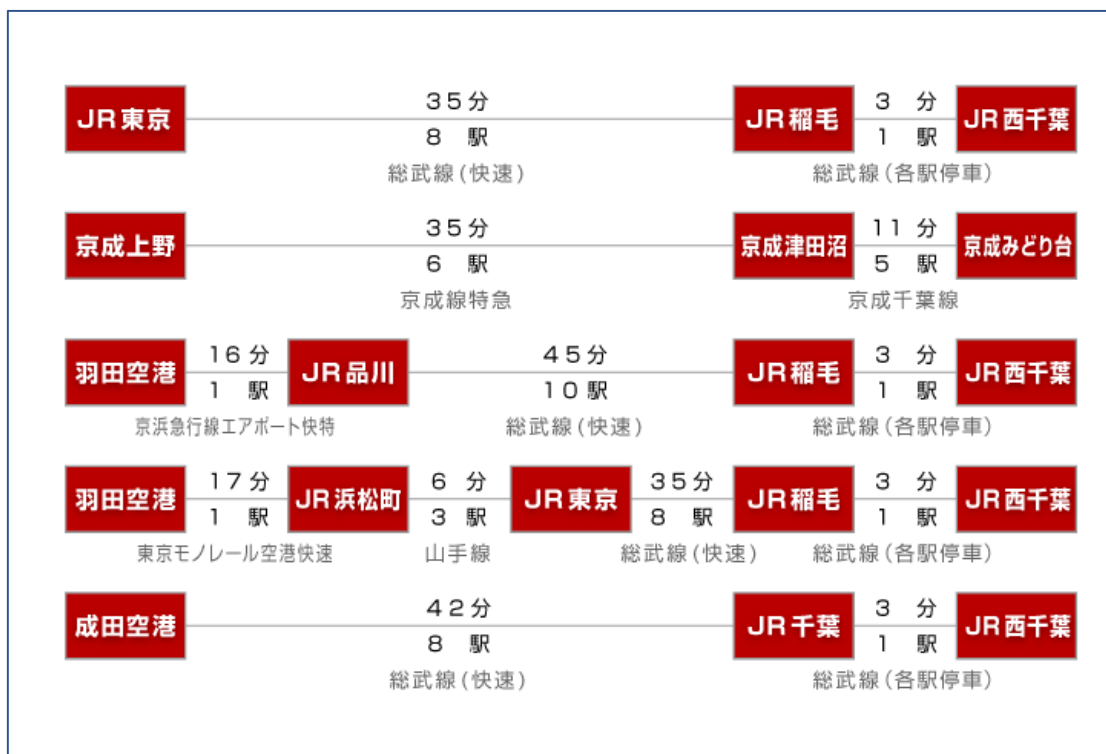 35分 3 分
JR東京 JR稲毛 JR西千葉
8 駅 1 駅
総武線(快速) 総武線(各駅停車)
35分 11 分
京成上野 京成津田沼 京成みどり台
6 駅 5 駅
京成線特急 京成千葉線
16分 45分 3 分
羽田空港 JR品川 JR稲毛 JR西千葉
1 駅 10駅 1 駅
京浜急行線エアポート快特 総武線(快速) 総武線(各駅停車)
17分 6 分 35分 3 分
羽田空港 JR浜松町 JR東京 JR稲毛 JR西千葉
1 駅 3 駅 8 駅 1 駅
東京モノレール空港快速 山手線 総武線(快速) 総武線(各駅停車)
42分 3 分
成田空港 JR千葉 JR西千葉
8 駅 1 駅
総武線(快速) 総武線(各駅停車)